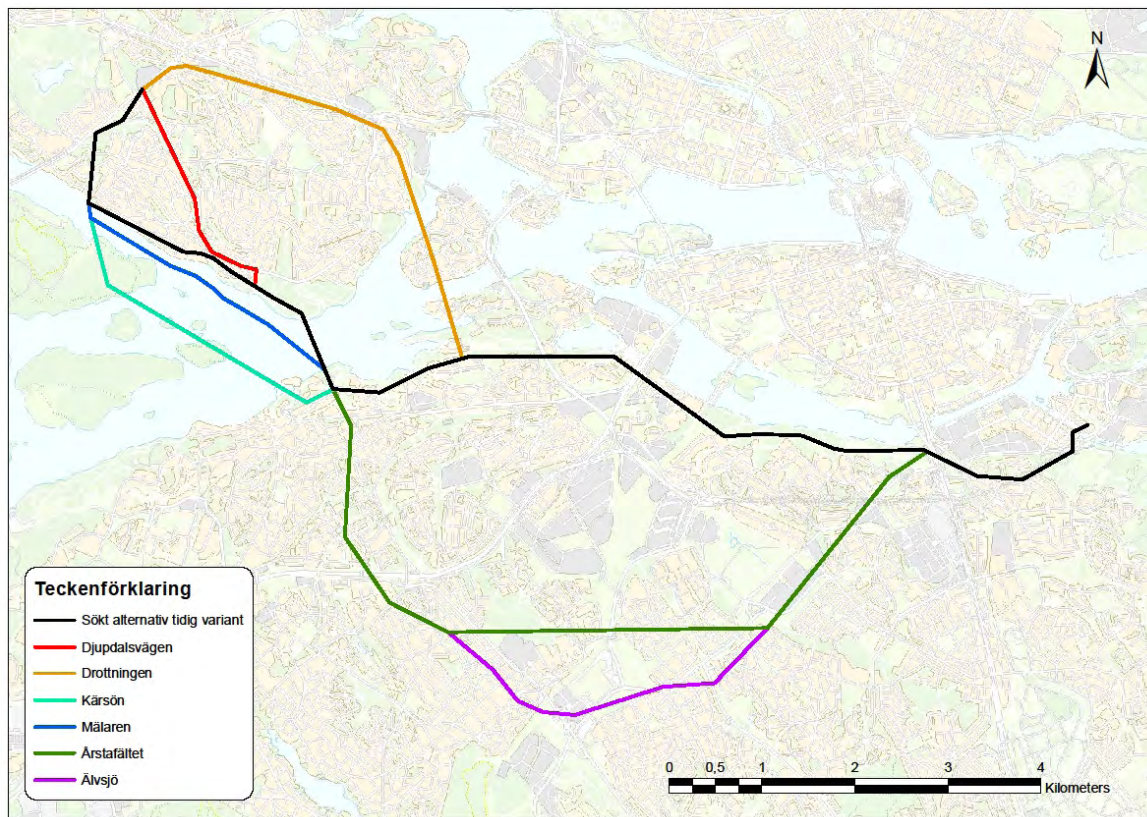 N
Teckenförklaring
Sökt alternativ tidig variant
Djupdalsvägen
Drottningen
Kärsön
Mälaren
Årstafältet
Älvsjö
0 0,5 1 2 3 4
Kilometers